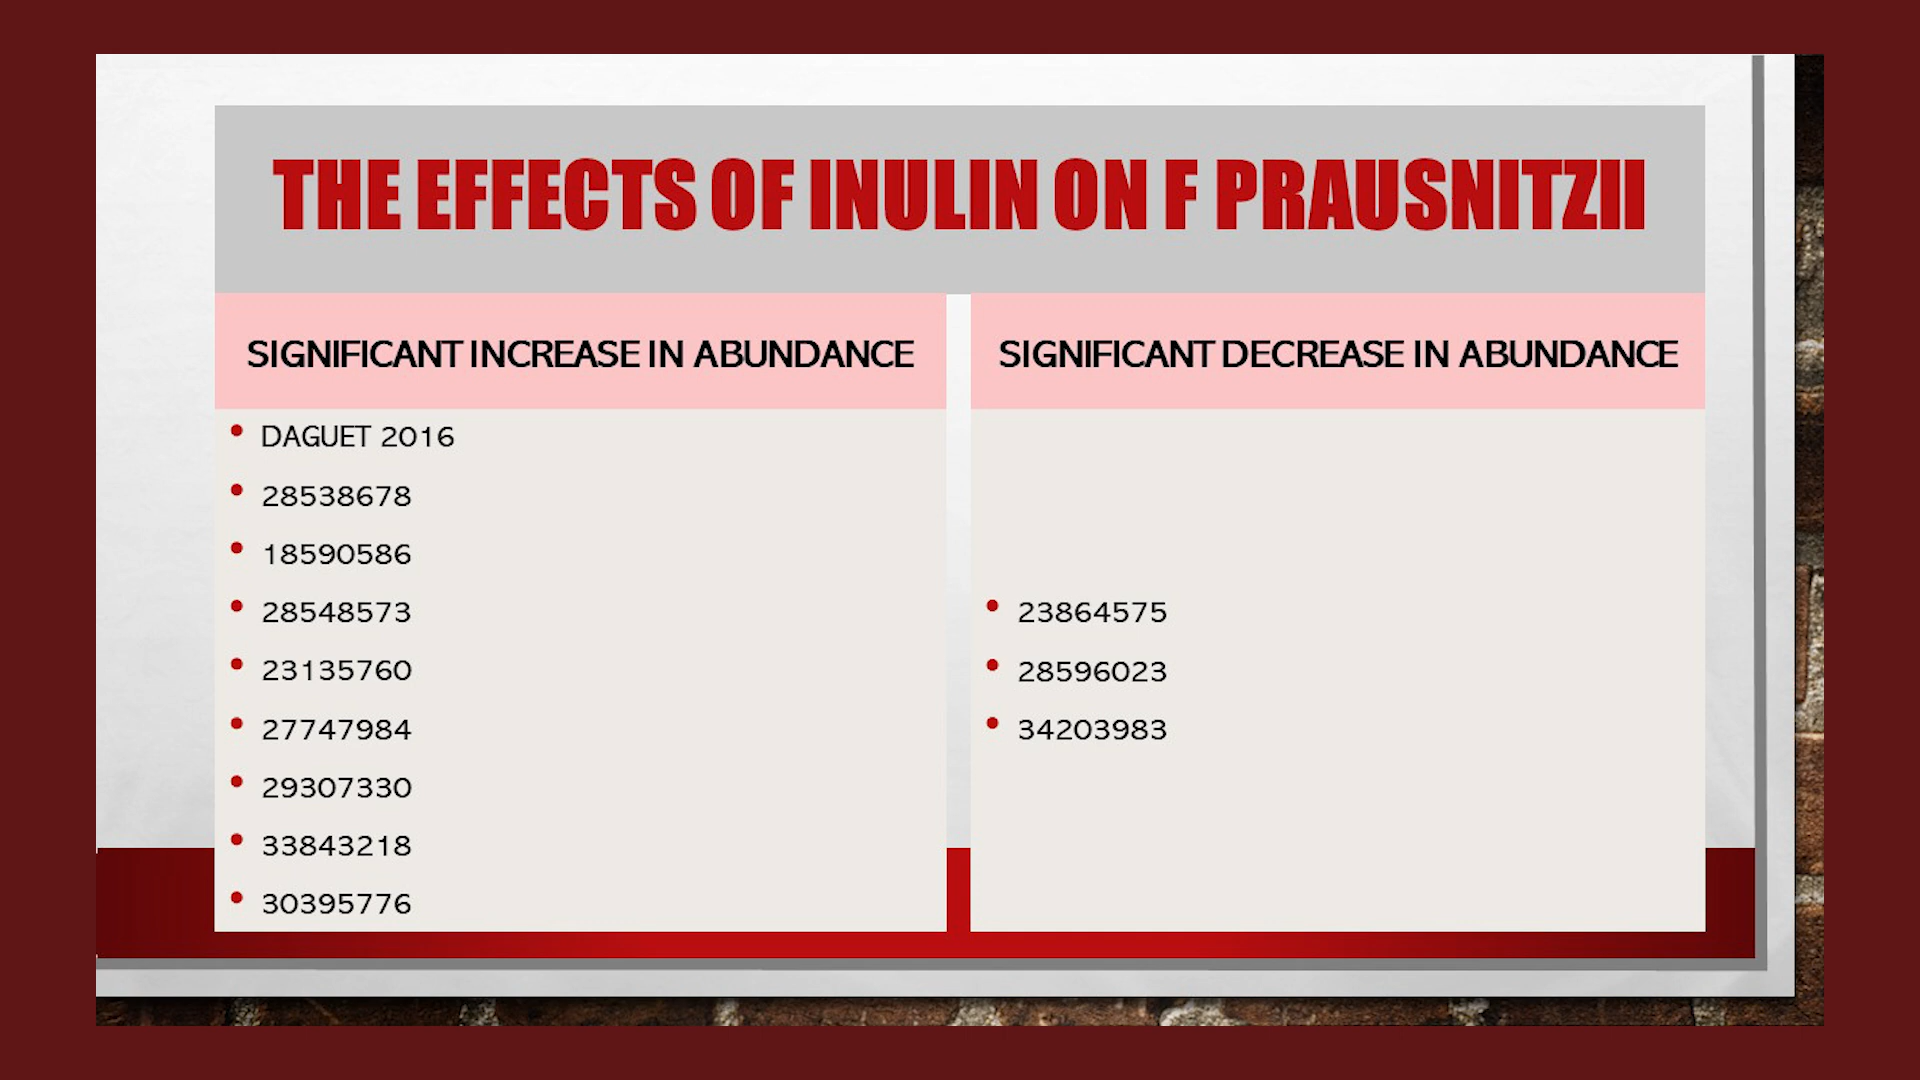 THE EFFECTS OF INULIN ON F PRAUSNITZII
SIGNIFICANT INCREASE IN ABUNDANCE
• DAGUET 2016
• 28538678
• 18590586
• 28548573
• 23135760
• 27747984
• 29307330
• 33843218
• 30395776
SIGNIFICANT DECREASE IN ABUNDANCE
• 23864575
• 28596023
• 34203983